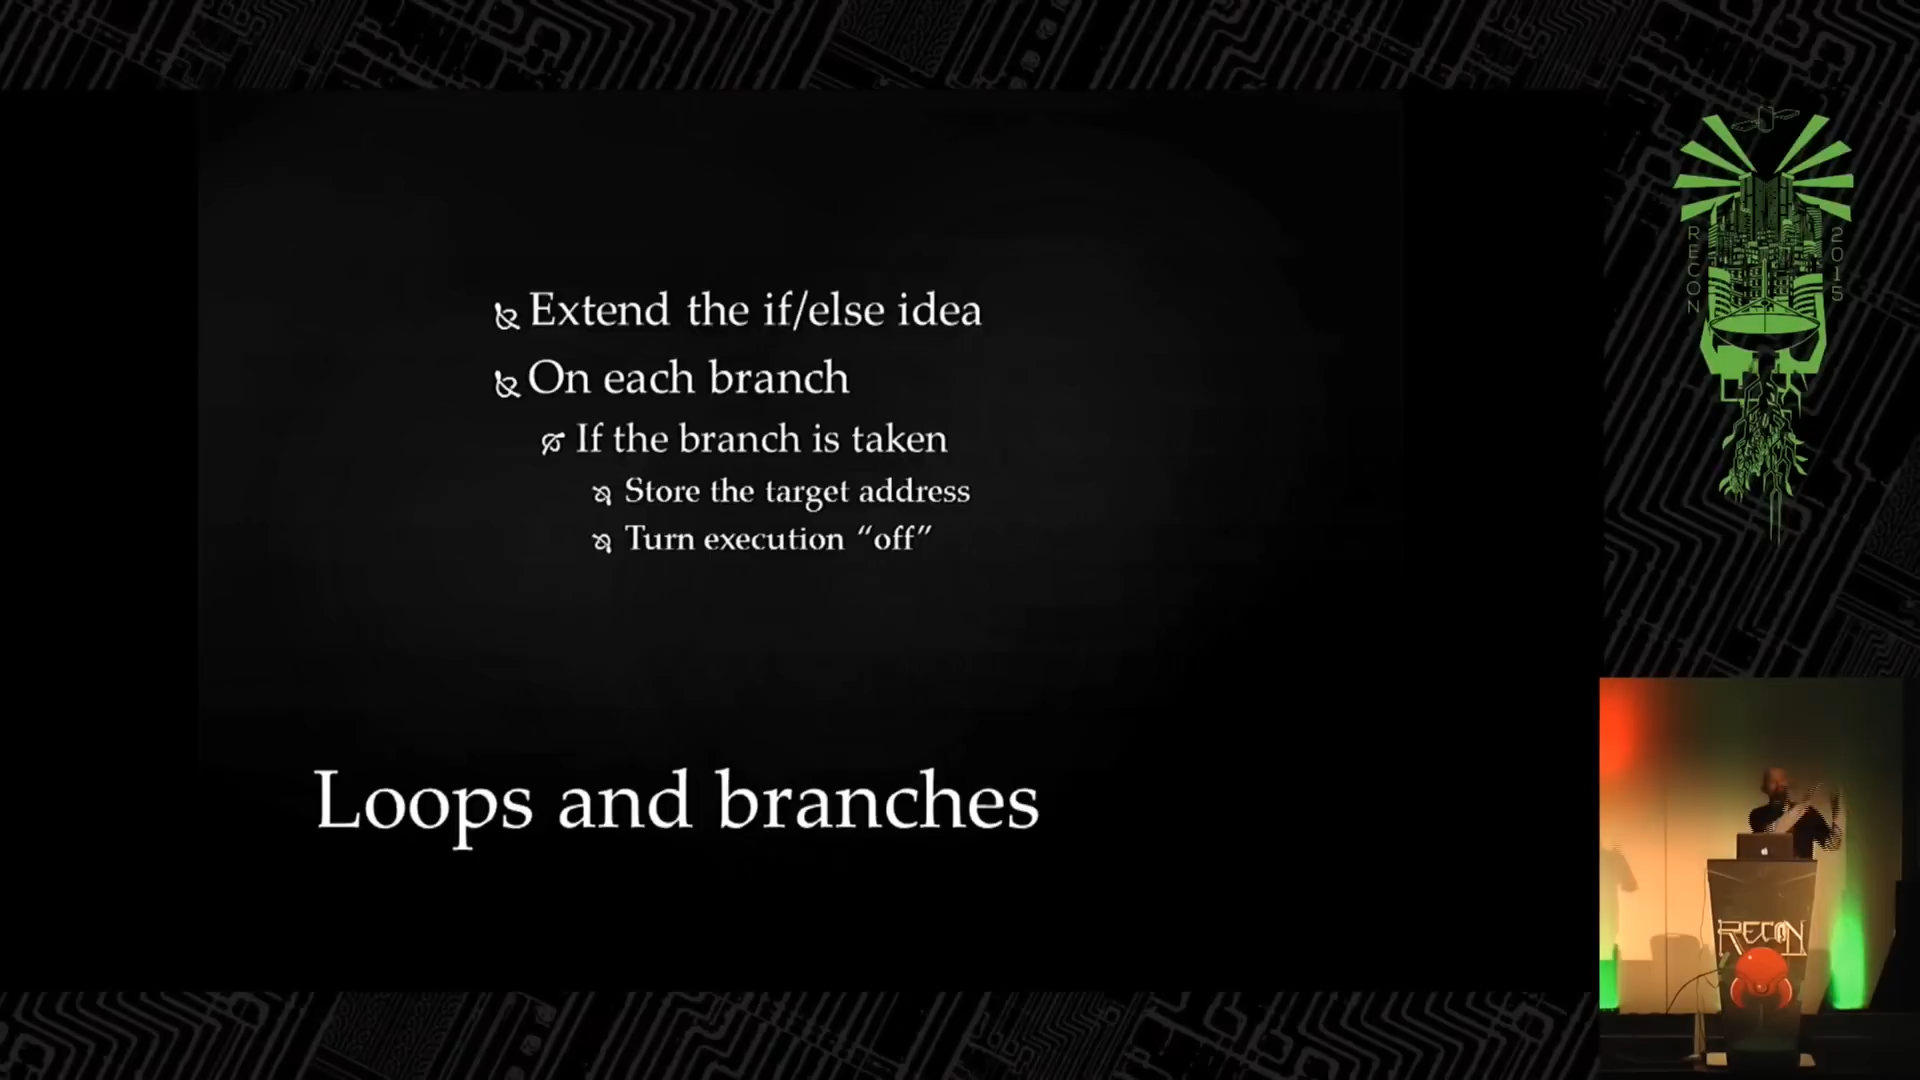 Extend the if/else idea
On each branch
If the branch is taken
Store the target address
Turn execution “off”
Loops and branches
RECON
2015
RECON